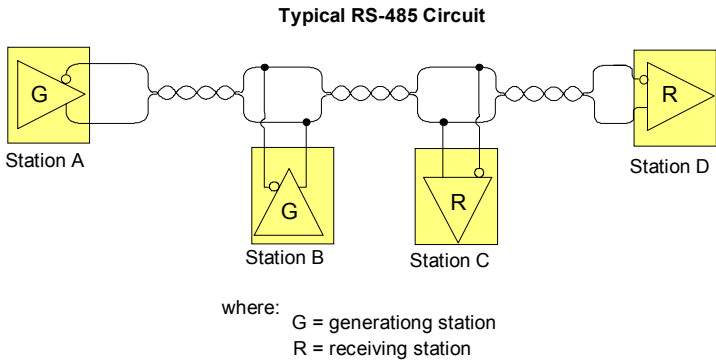 Typical RS-485 Circuit
G
R
Station A
Station D
G
R
Station B
Station C
where:
G = generationg station
R = receiving station